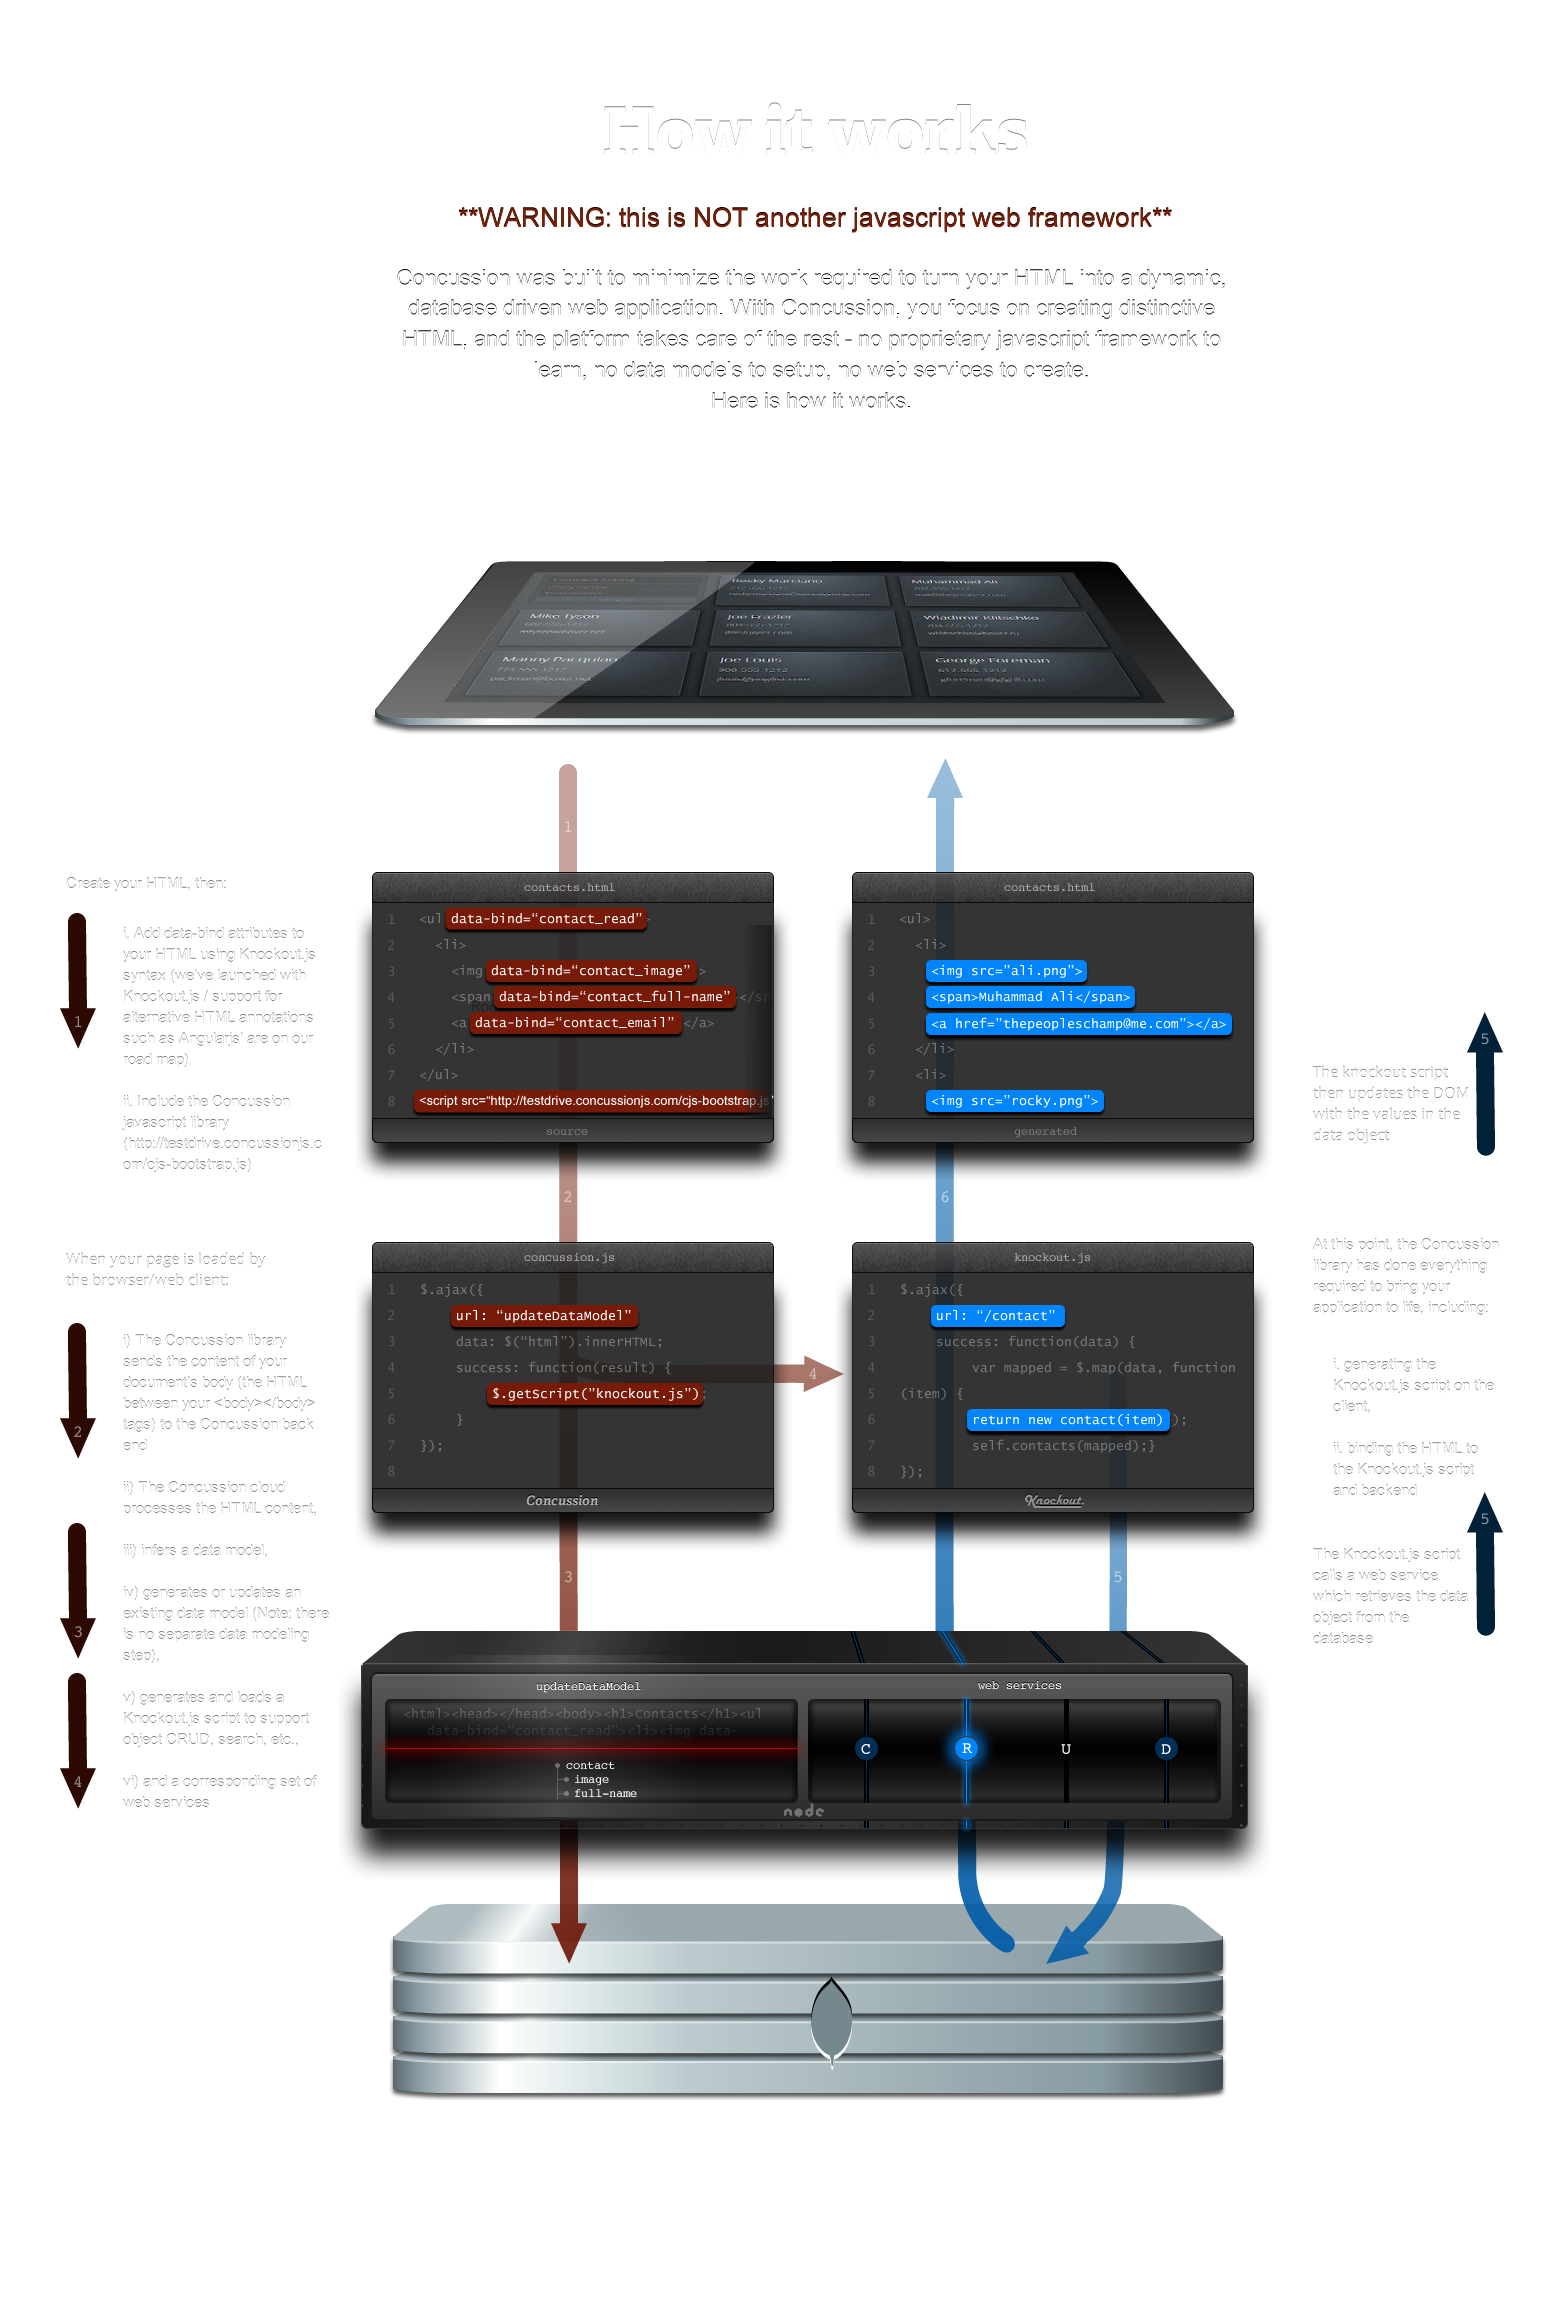 How it works
**WARNING: this is NOT another javascript web framework**
Concussion was built to minimize the work required to turn your HTML into a dynamic,
database driven web application. With Concussion, you focus on creating distinctive
HTML, and the platform takes care of the rest - no proprietary javascript framework to
learn, no data models to setup, no web services to create.
Here is how it works.
Contact Name
Rocky Marciano
Muhammad Ali
Mike Tyson
Joe Frazier
Wladimir Klitschko
Manny Pacquiao
774-555-1212
packman@boxer.net
Joe Louis
908-555-1212
George Foreman
617-555-1212
1
Create your HTML, then:
1
i. Add data-bind attributes to
your HTML using Knockout.js
syntax (we've launched with
Knockout.js / support for
alternative HTML annotations
such as Angularjs' are on our
road map)
ii. Include the Concussion
javascript library
(http://testdrive.concussionjs.c
om/cjs-bootstrap.js)
contacts.html
1 <ul data-bind=“contact_read” >
2 <li>
3 <img data-bind=“contact_image” >
4 <span data-bind=“contact_full-name” </sp
5 <a data-bind=“contact_email” </a>
6 </li>
7 </ul>
8 <script src=“http://testdrive.concussionjs.com/cjs-bootstrap.js”
source
contacts.html
1 <ul>
2 <li>
3 <img src=”ali.png”>
4 <span>Muhammad Ali</span>
5 <a href=”thepeopleschamp@me.com”></a>
6 </li>
7 <li>
8 <img src=”rocky.png”>
generated
The knockout script
then updates the DOM
with the values in the
data object
5
2
6
When your page is loaded by
the browser/web client:
2
i) The Concussion library
sends the content of your
document's body (the HTML
between your <body></body>
tags) to the Concussion back
end
ii) The Concussion cloud
processes the HTML content,
iii) infers a data model,
3
iv) generates or updates an
existing data model (Note: there
is no separate data modeling
step),
4
v) generates and loads a
Knockout.js script to support
object CRUD, search, etc.,
vi) and a corresponding set of
web services
concussion.js
1 $.ajax({
2 url: “updateDataModel”
3 data: $(“html”).innerHTML;
4 success: function(result) {
5 $.getScript(”knockout.js”);
6 }
7 });
8
Concussion
4
knockout.js
1 $.ajax({
2 url: “/contact”
3 success: function(data) {
4 var mapped = $.map(data, function
5 (item) {
6 return new contact(item) );
7 self.contacts(mapped);}
8 });
Knockout.
At this point, the Concussion
library has done everything
required to bring your
application to life, including:
i. generating the
Knockout.js script on the
client,
ii. binding the HTML to
the Knockout.js script
and backend
5
The Knockout.js script
calls a web service
which retrieves the data
object from the
database
3
5
updateDataModel
<html><head></head><body><h1>Contacts</h1><ul
data-bind=“contact_read”><li><img data-
contact
image
full-name
web services
C
R
U
D
node